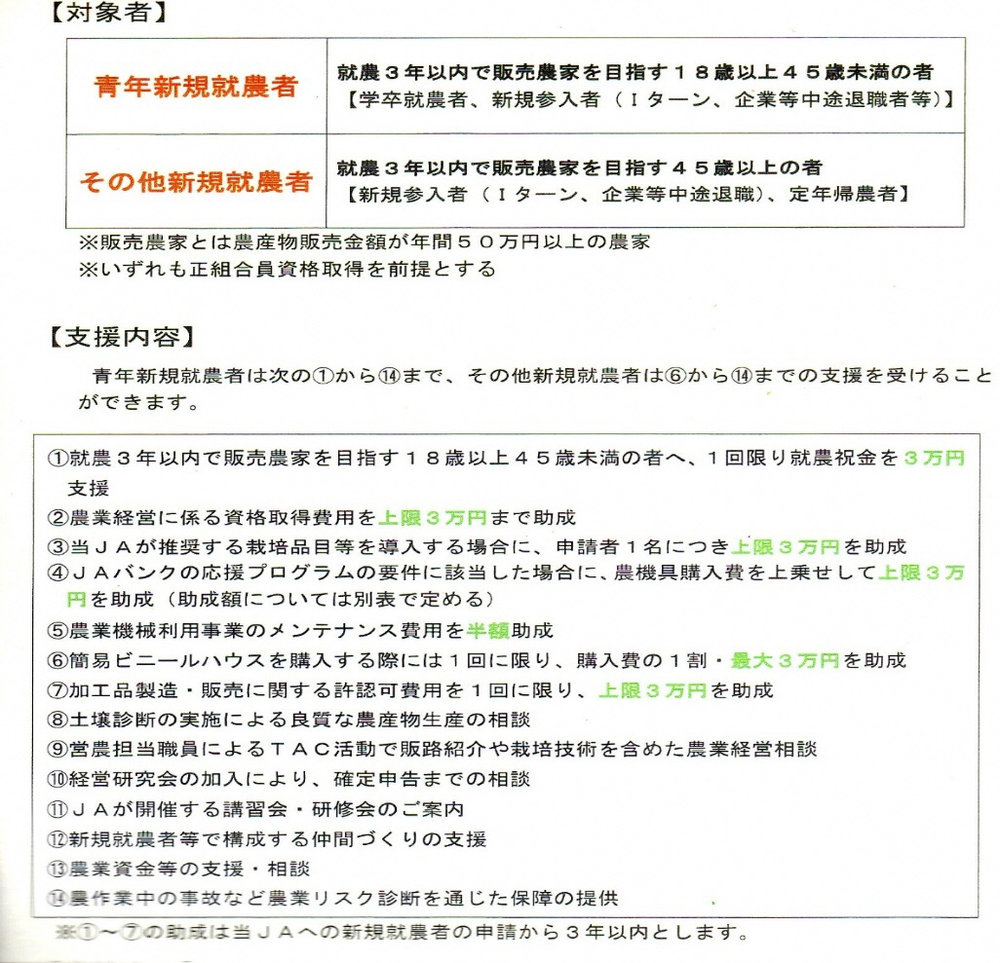 【対象者】
青年新規就農者
就農３年以内で販売農家を目指す１８歳以上４５歳未満の者
【学卒就農者、新規参入者（Ｉターン、企業等中途退職者等）】
その他新規就農者
就農３年以内で販売農家を目指す４５歳以上の者
【新規参入者（Ｉターン、企業等中途退職）、定年帰農者】
※販売農家とは農産物販売金額が年間５０万円以上の農家
※いずれも正組合員資格取得を前提とする
【支援内容】
青年新規就農者は次の①から⑭まで、その他新規就農者は⑥から⑭までの支援を受けること
ができます。
①就農３年以内で販売農家を目指す１８歳以上４５歳未満の者へ、１回限り就農祝金を３万円
支援
②農業経営に係る資格取得費用を上限３万円まで助成
③当ＪＡが推奨する栽培品目等を導入する場合に、申請者１名につき上限３万円を助成
④ＪＡバンクの応援プログラムの要件に該当した場合に、農機具購入費を上乗せして上限３万
円を助成（助成額については別表で定める）
⑤農業機械利用事業のメンテナンス費用を半額助成
⑥簡易ビニールハウスを購入する際には１回に限り、購入費の１割・最大３万円を助成
⑦加工品製造・販売に関する許認可費用を１回に限り、上限３万円を助成
⑧土壌診断の実施による良質な農産物生産の相談
⑨営農担当職員によるＴＡＣ活動で販路紹介や栽培技術を含めた農業経営相談
⑩経営研究会の加入により、確定申告までの相談
⑪ＪＡが開催する講習会・研修会のご案内
⑫新規就農者等で構成する仲間づくりの支援
⑬農業資金等の支援・相談
⑭農作業中の事故など農業リスク診断を通じた保障の提供
※①～⑦の助成は当ＪＡへの新規就農者の申請から３年以内とします。